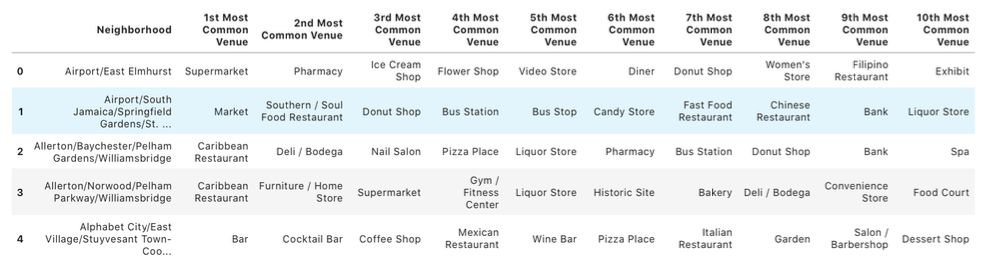 Neighborhood 1st Most Common Venue 2nd Most Common Venue 3rd Most Common Venue 4th Most Common Venue 5th Most Common Venue 6th Most Common Venue 7th Most Common Venue 8th Most Common Venue 9th Most Common Venue 10th Most Common Venue
0 Airport/East Elmhurst Supermarket Pharmacy Ice Cream Shop Flower Shop Video Store Diner Donut Shop Women's Store Filipino Restaurant Exhibit
1 Airport/South Jamaica/Springfield Gardens/St. ... Market Southern / Soul Food Restaurant Donut Shop Bus Station Bus Stop Candy Store Fast Food Restaurant Chinese Restaurant Bank Liquor Store
2 Allerton/Baychester/Pelham Gardens/Williamsbridge Caribbean Restaurant Deli / Bodega Nail Salon Pizza Place Liquor Store Pharmacy Bus Station Donut Shop Bank Spa
3 Allerton/Norwood/Pelham Parkway/Williamsbridge Caribbean Restaurant Furniture / Home Store Supermarket Gym / Fitness Center Liquor Store Historic Site Bakery Deli / Bodega Convenience Store Food Court
4 Alphabet City/East Village/Stuyvesant Town-Coo... Bar Cocktail Bar Coffee Shop Mexican Restaurant Wine Bar Pizza Place Italian Restaurant Garden Salon / Barbershop Dessert Shop